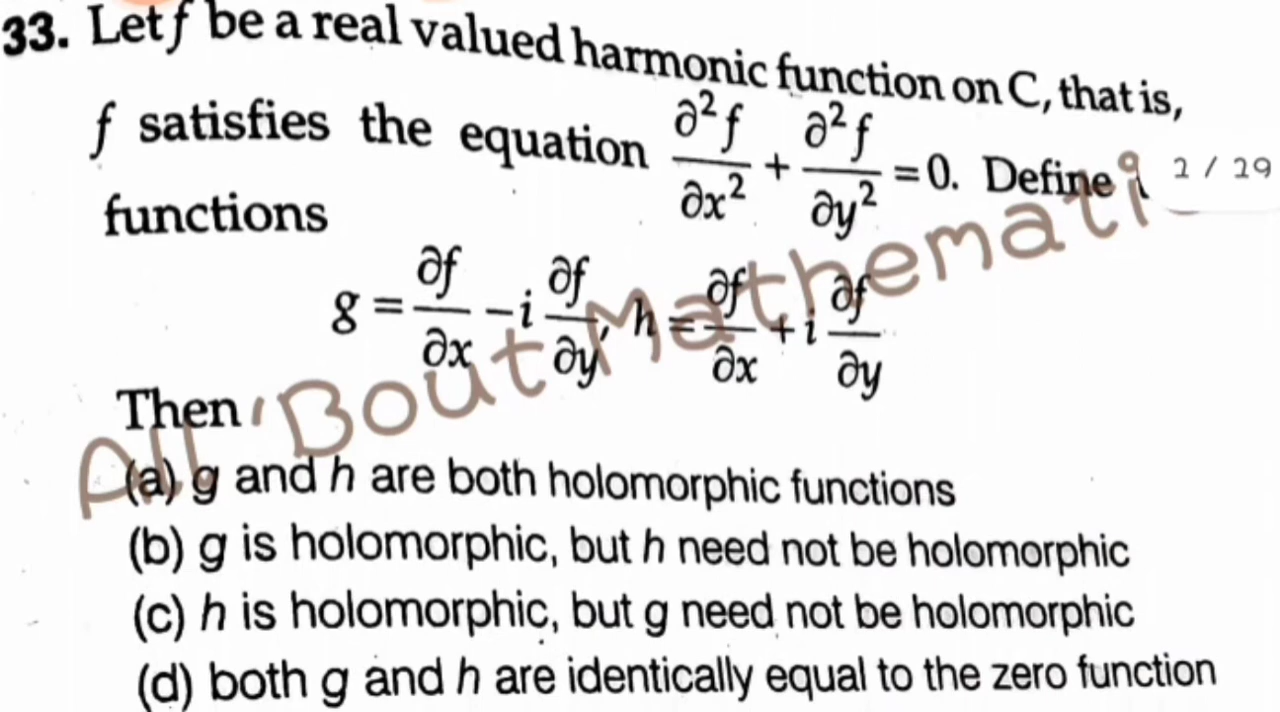 33. Let f be a real valued harmonic function on C, that is,
f satisfies the equation ∂²f/∂x² + ∂²f/∂y² = 0. Define
2 / 29
functions
g = ∂f/∂x − i ∂f/∂y, h = ∂f/∂x + i ∂f/∂y
Then
All Bout Mathemati
(a) g and h are both holomorphic functions
(b) g is holomorphic, but h need not be holomorphic
(c) h is holomorphic, but g need not be holomorphic
(d) both g and h are identically equal to the zero function